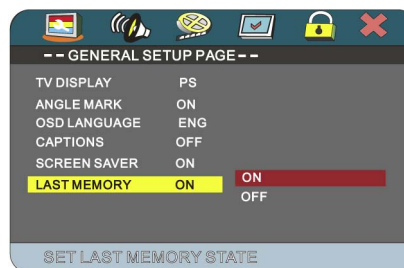 -- GENERAL SETUP PAGE--
TV DISPLAY PS
ANGLE MARK ON
OSD LANGUAGE ENG
CAPTIONS OFF
SCREEN SAVER ON
LAST MEMORY ON ON
OFF
SET LAST MEMORY STATE